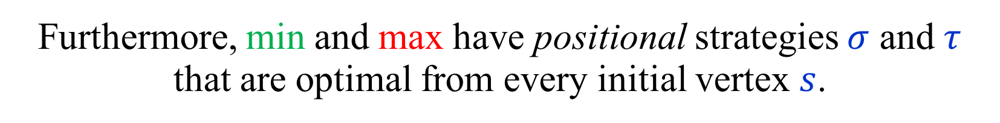 Furthermore, min and max have positional strategies σ and τ
that are optimal from every initial vertex s.